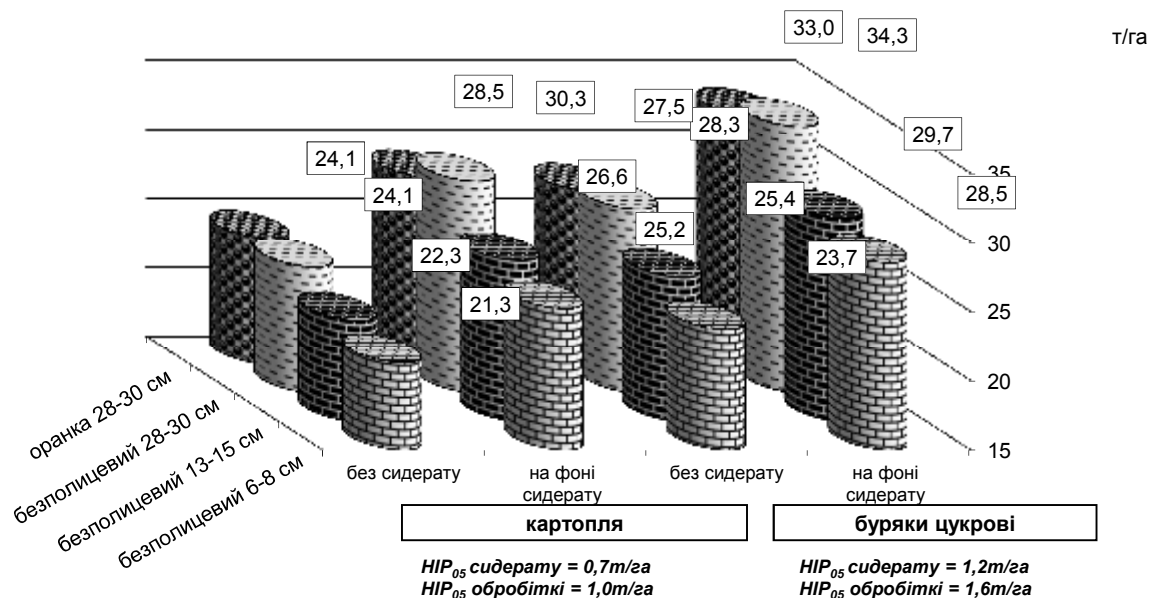 33,0
34,3
т/га
28,5
30,3
27,5
28,3
29,7
24,1
24,1
26,6
25,4
28,5
35
22,3
25,2
23,7
30
21,3
25
20
15
оранка 28-30 см
безполицевий 28-30 см
безполицевий 13-15 см
безполицевий 6-8 см
без сидерату
на фоні
сидерату
без сидерату
на фоні
сидерату
картопля
буряки цукрові
НІР05 сидерату = 0,7т/га
НІР05 обробіткі = 1,0т/га
НІР05 сидерату = 1,2т/га
НІР05 обробіткі = 1,6т/га